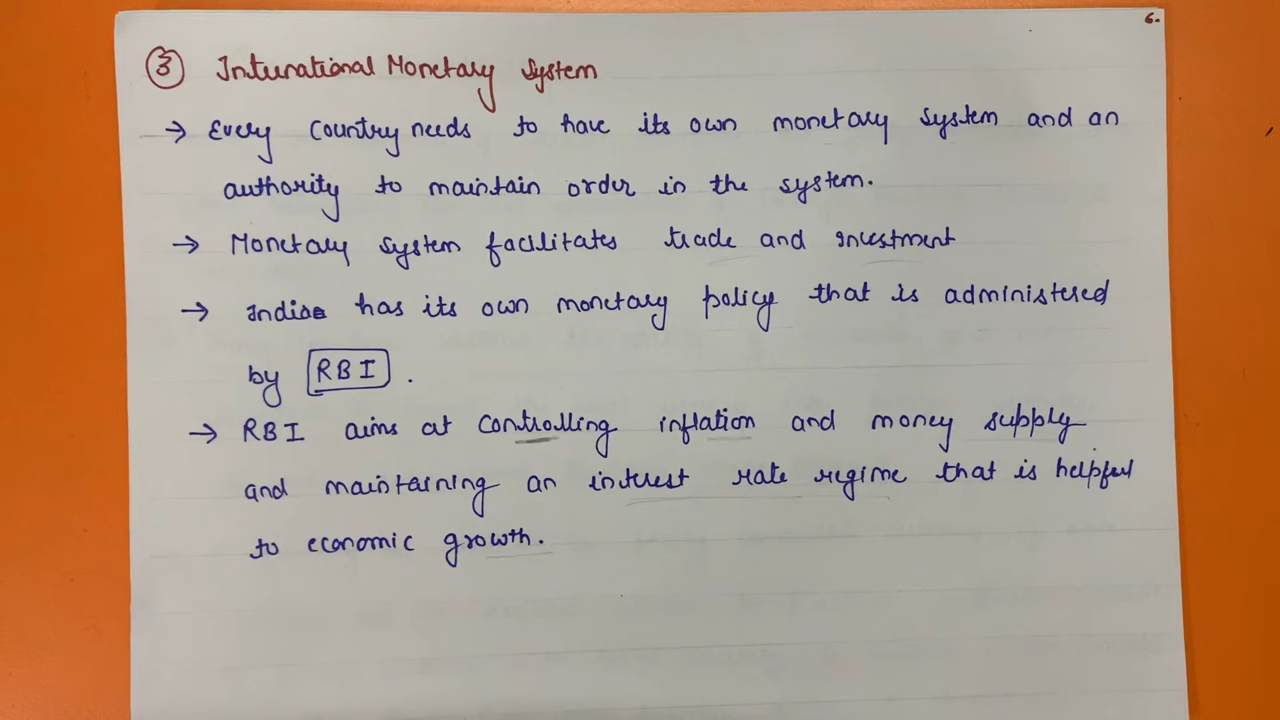 6.
③ International Monetary System
→ Every country needs to have its own monetary system and an
authority to maintain order in the system.
→ Monetary system facilitates trade and investment
→ India has its own monetary policy that is administered
by RBI.
→ RBI aims at controlling inflation and money supply
and maintaining an interest rate regime that is helpful
to economic growth.